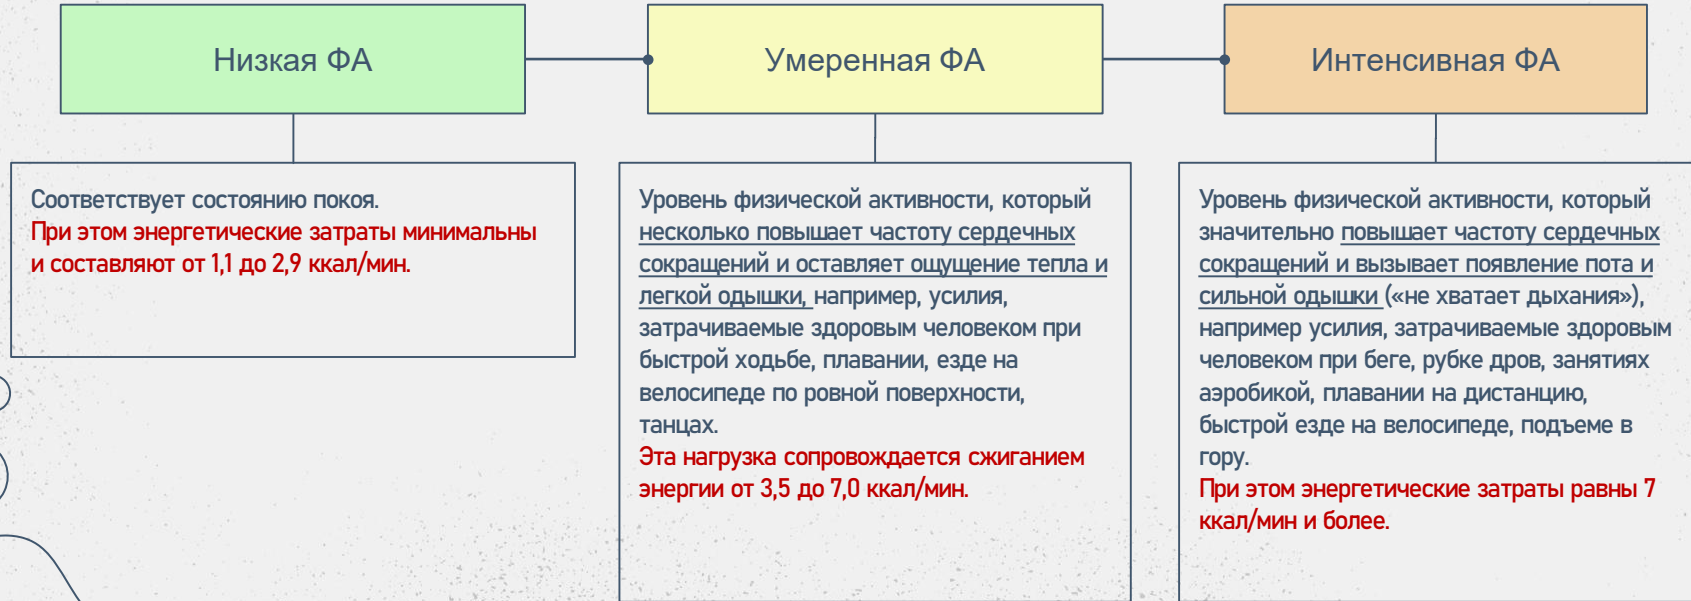 Низкая ФА
Умеренная ФА
Интенсивная ФА
Соответствует состоянию покоя.
При этом энергетические затраты минимальны
и составляют от 1,1 до 2,9 ккал/мин.
Уровень физической активности, который
несколько повышает частоту сердечных
сокращений и оставляет ощущение тепла и
легкой одышки, например, усилия,
затрачиваемые здоровым человеком при
быстрой ходьбе, плавании, езде на
велосипеде по ровной поверхности,
танцах.
Эта нагрузка сопровождается сжиганием
энергии от 3,5 до 7,0 ккал/мин.
Уровень физической активности, который
значительно повышает частоту сердечных
сокращений и вызывает появление пота и
сильной одышки («не хватает дыхания»),
например усилия, затрачиваемые здоровым
человеком при беге, рубке дров, занятиях
аэробикой, плавании на дистанцию,
быстрой езде на велосипеде, подъеме в
гору.
При этом энергетические затраты равны 7
ккал/мин и более.